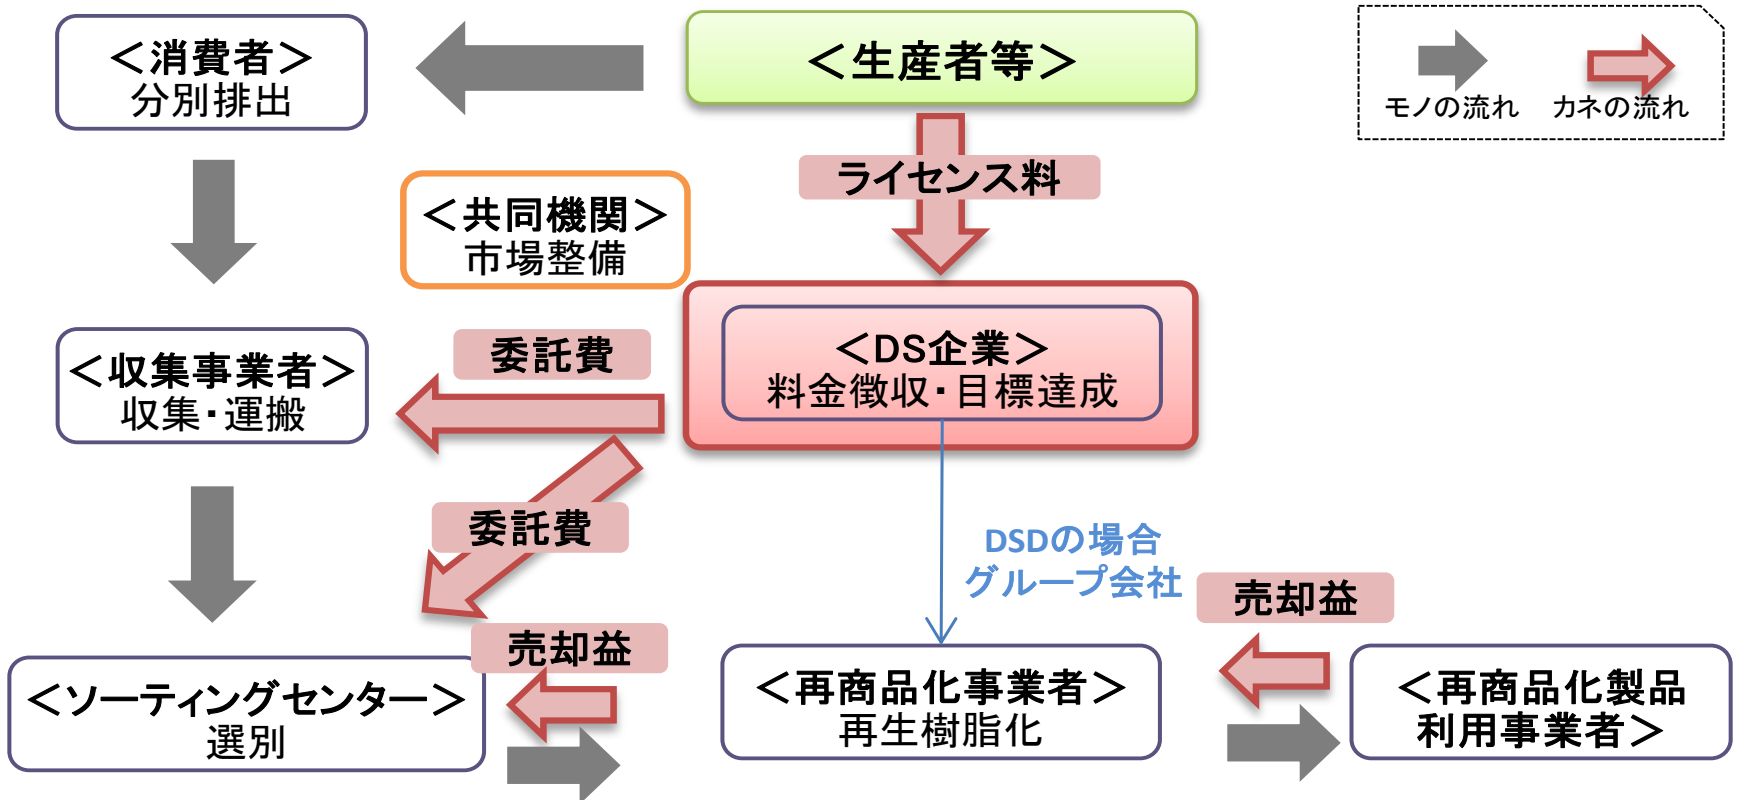 ＜消費者＞
分別排出
＜生産者等＞
モノの流れ
カネの流れ
ライセンス料
＜共同機関＞
市場整備
＜DS企業＞
料金徴収・目標達成
委託費
＜収集事業者＞
収集・運搬
委託費
DSDの場合
グループ会社
売却益
売却益
＜ソーティングセンター＞
選別
＜再商品化事業者＞
再生樹脂化
＜再商品化製品
利用事業者＞